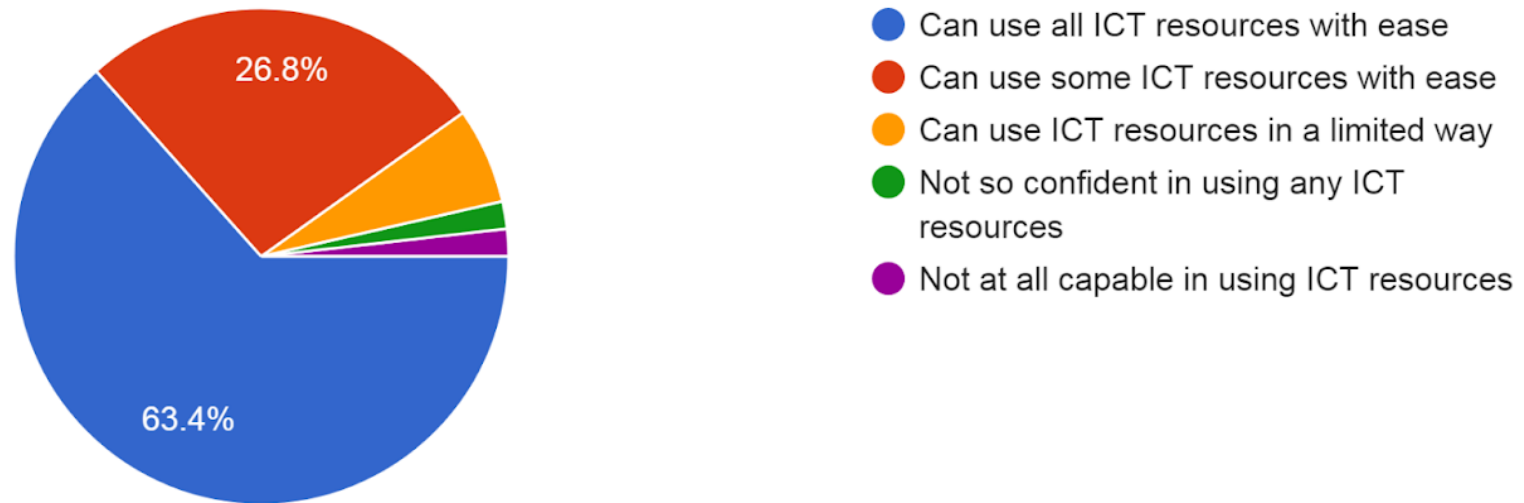 26.8%
63.4%
Can use all ICT resources with ease
Can use some ICT resources with ease
Can use ICT resources in a limited way
Not so confident in using any ICT
resources
Not at all capable in using ICT resources